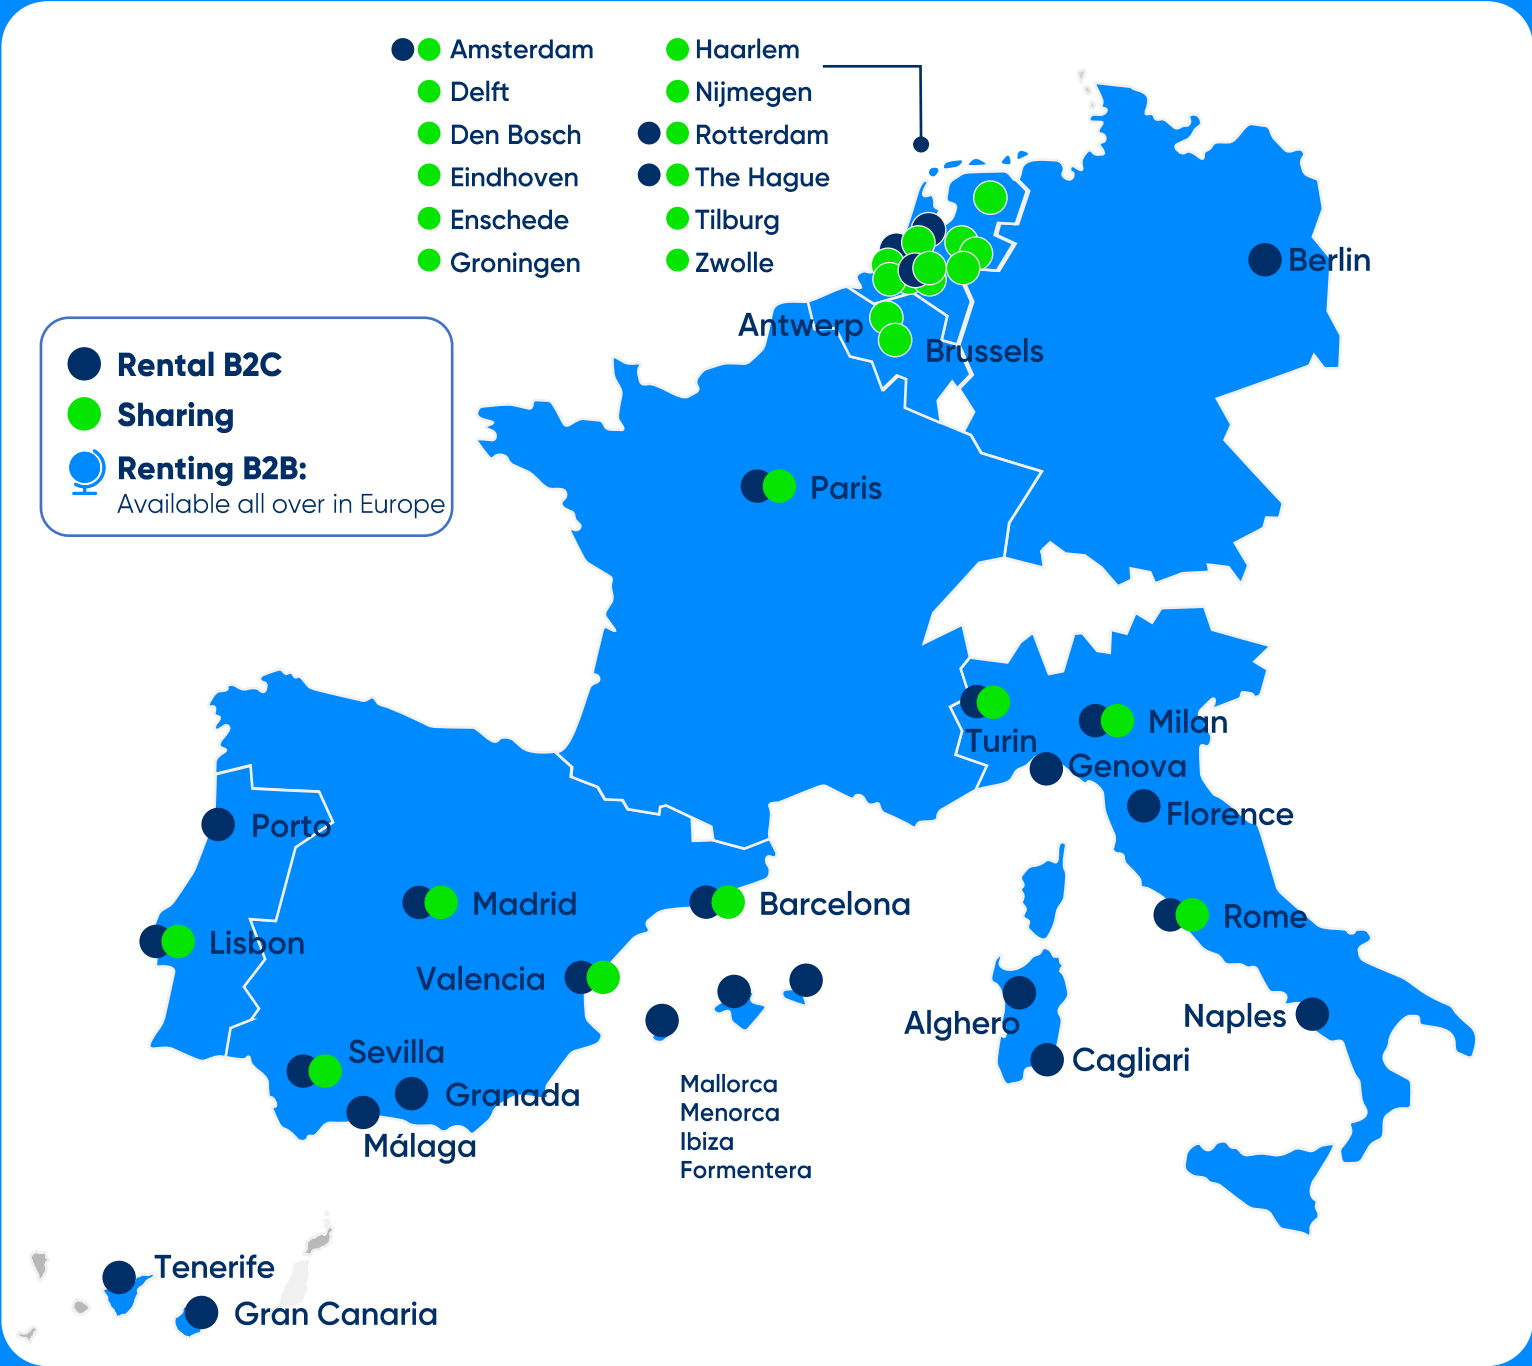 Amsterdam
Delft
Den Bosch
Eindhoven
Enschede
Groningen
Haarlem
Nijmegen
Rotterdam
The Hague
Tilburg
Zwolle
Berlin
Antwerp
Brussels
Rental B2C
Sharing
Renting B2B:
Available all over in Europe
Paris
Turin
Milan
Genova
Florence
Porto
Madrid
Barcelona
Rome
Lisbon
Valencia
Alghero
Naples
Sevilla
Cagliari
Granada
Málaga
Mallorca
Menorca
Ibiza
Formentera
Tenerife
Gran Canaria